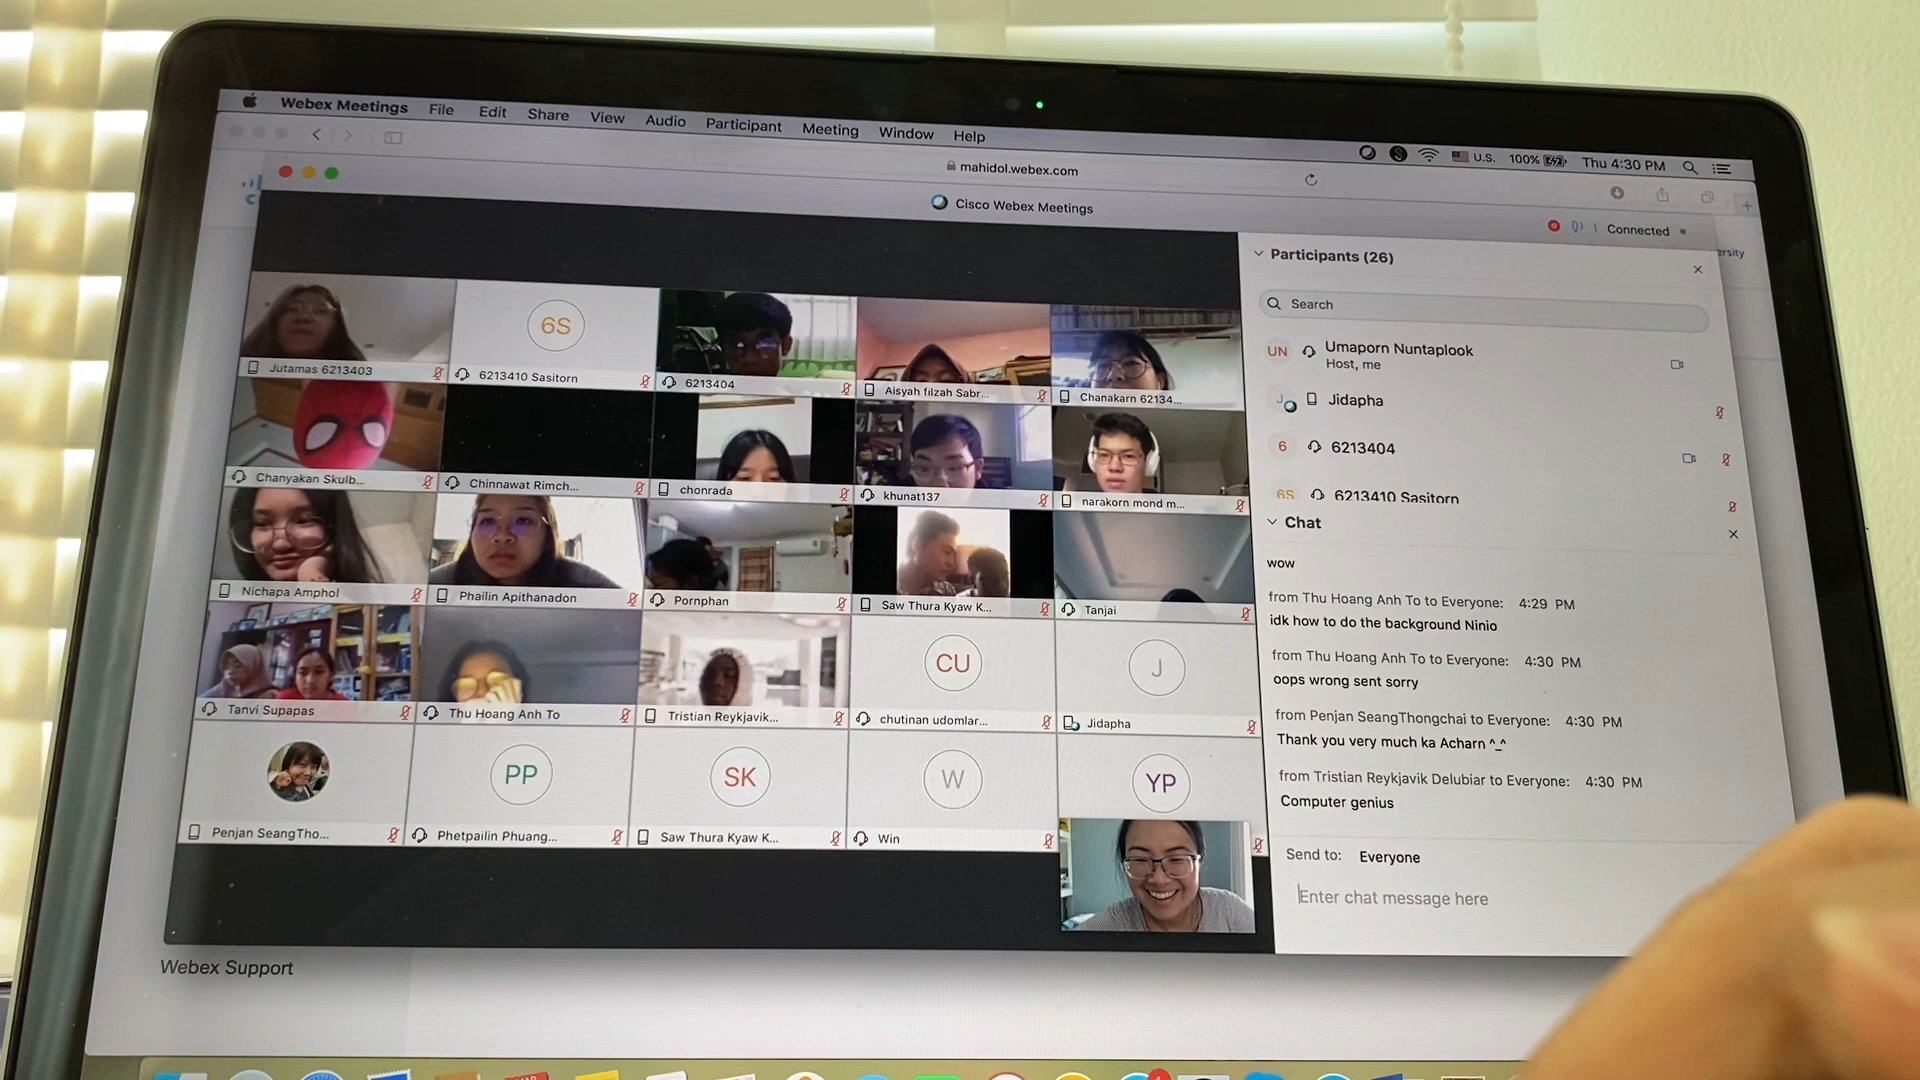 Webex Meetings File Edit Share View Audio Participant Meeting Window Help
U.S. 100% Thu 4:30 PM
mahidol.webex.com
Cisco Webex Meetings
Connected
ersity
Participants (26)
Search
UN Umaporn Nuntaplook
Host, me
J Jidapha
6 6213404
6S 6213410 Sasitorn
Chat
wow
from Thu Hoang Anh To to Everyone: 4:29 PM
idk how to do the background Ninio
from Thu Hoang Anh To to Everyone: 4:30 PM
oops wrong sent sorry
from Penjan SeangThongchai to Everyone: 4:30 PM
Thank you very much ka Acharn ^_^
from Tristian Reykjavik Delubiar to Everyone: 4:30 PM
Computer genius
Send to: Everyone
Enter chat message here
6S
Jutamas 6213403
6213410 Sasitorn
6213404
Aisyah filzah Sabr...
Chanakarn 62134...
Chanyakan Skulb...
Chinnawat Rimch...
chonrada
khunat137
narakorn mond m...
Nichapa Amphol
Phailin Apithanadon
Pornphan
Saw Thura Kyaw K...
Tanjai
CU
J
Tanvi Supapas
Thu Hoang Anh To
Tristian Reykjavik...
chutinan udomlar...
Jidapha
PP
SK
W
YP
Penjan SeangTho...
Phetpailin Phuang...
Saw Thura Kyaw K...
Win
Webex Support